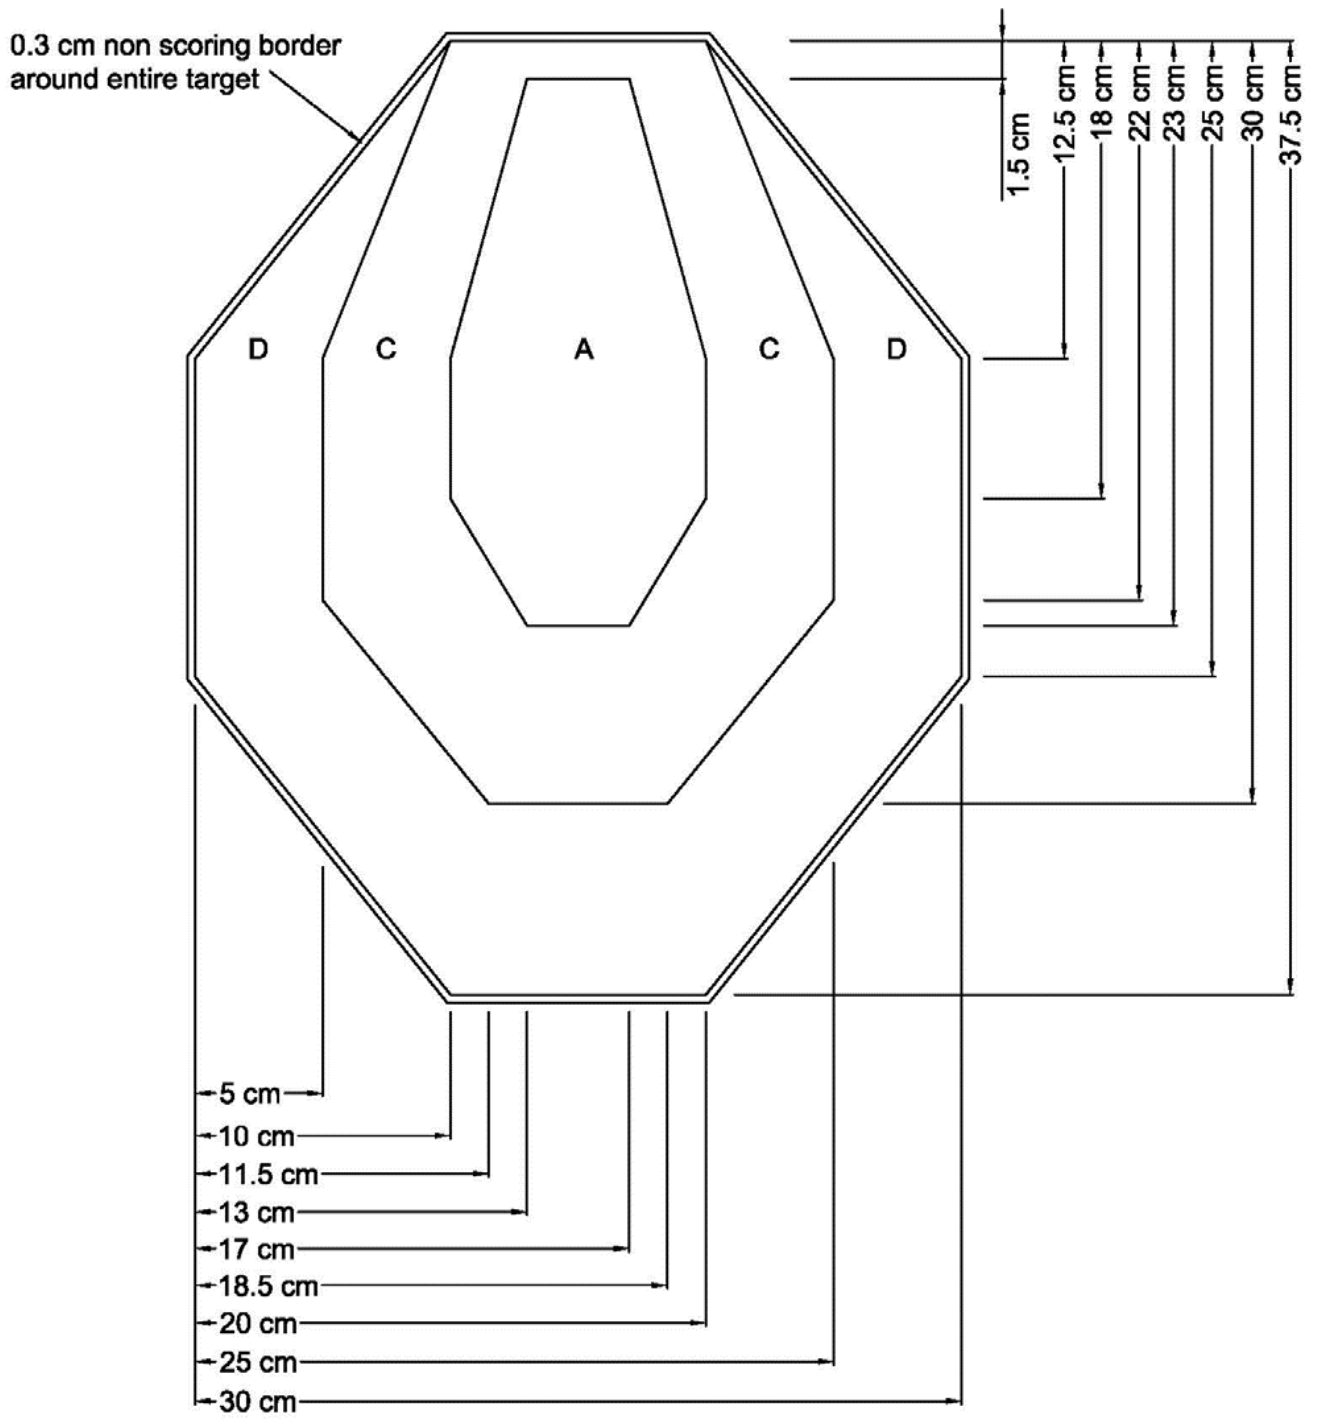 0.3 cm non scoring border
around entire target
1.5 cm
12.5 cm
18 cm
22 cm
23 cm
25 cm
30 cm
37.5 cm
D
C
A
C
D
5 cm
10 cm
11.5 cm
13 cm
17 cm
18.5 cm
20 cm
25 cm
30 cm